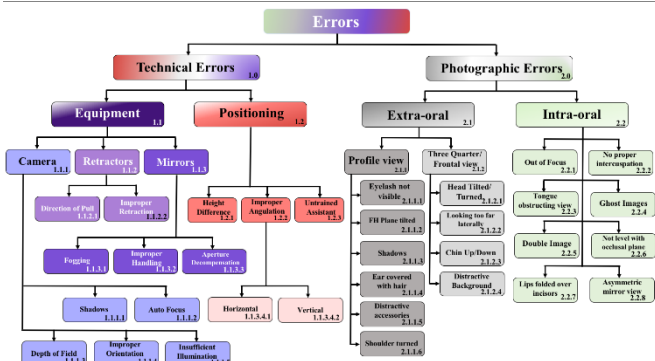 Errors
Technical Errors
1.0
Photographic Errors
2.0
Equipment
1.1
Positioning
1.2
Extra-oral
2.1
Intra-oral
2.2
Camera
1.1.1
Retractors
1.1.2
Mirrors
1.1.3
Profile view
2.1.1
Three Quarter/
Frontal view
2.1.2
Out of Focus
2.2.1
No proper
intercuspation
2.2.2
Direction of Pull
1.1.2.1
Improper
Retraction
1.1.2.2
Height
Difference
1.2.1
Improper
Angulation
1.2.2
Untrained
Assistant
1.2.3
Eyelash not
visible
2.1.1.1
Head Tilted/
Turned
2.1.2.1
Tongue
obstructing view
2.2.3
Ghost Images
2.2.4
FH Plane tilted
2.1.1.2
Looking too far
laterally
2.1.2.2
Fogging
1.1.3.1
Improper
Handling
1.1.3.2
Aperture
Decompensation
1.1.3.3
Shadows
2.1.1.3
Chin Up/Down
2.1.2.3
Double Image
2.2.5
Not level with
occlusal plane
2.2.6
Ear covered
with hair
2.1.1.4
Distractive
Background
2.1.2.4
Shadows
1.1.1.1
Auto Focus
1.1.1.2
Horizontal
1.1.3.4.1
Vertical
1.1.3.4.2
Distractive
accessories
2.1.1.5
Lips folded over
incisors
2.2.7
Asymmetric
mirror view
2.2.8
Shoulder turned
2.1.1.6
Depth of Field
Improper
Orientation
Insufficient
Illumination